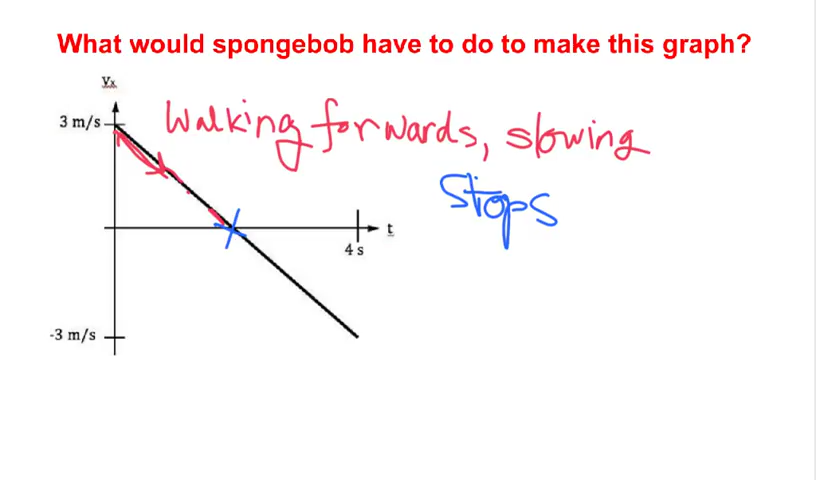 What would spongebob have to do to make this graph?
Vx
3 m/s
Walking forwards, slowing
Stops
t
4 s
-3 m/s